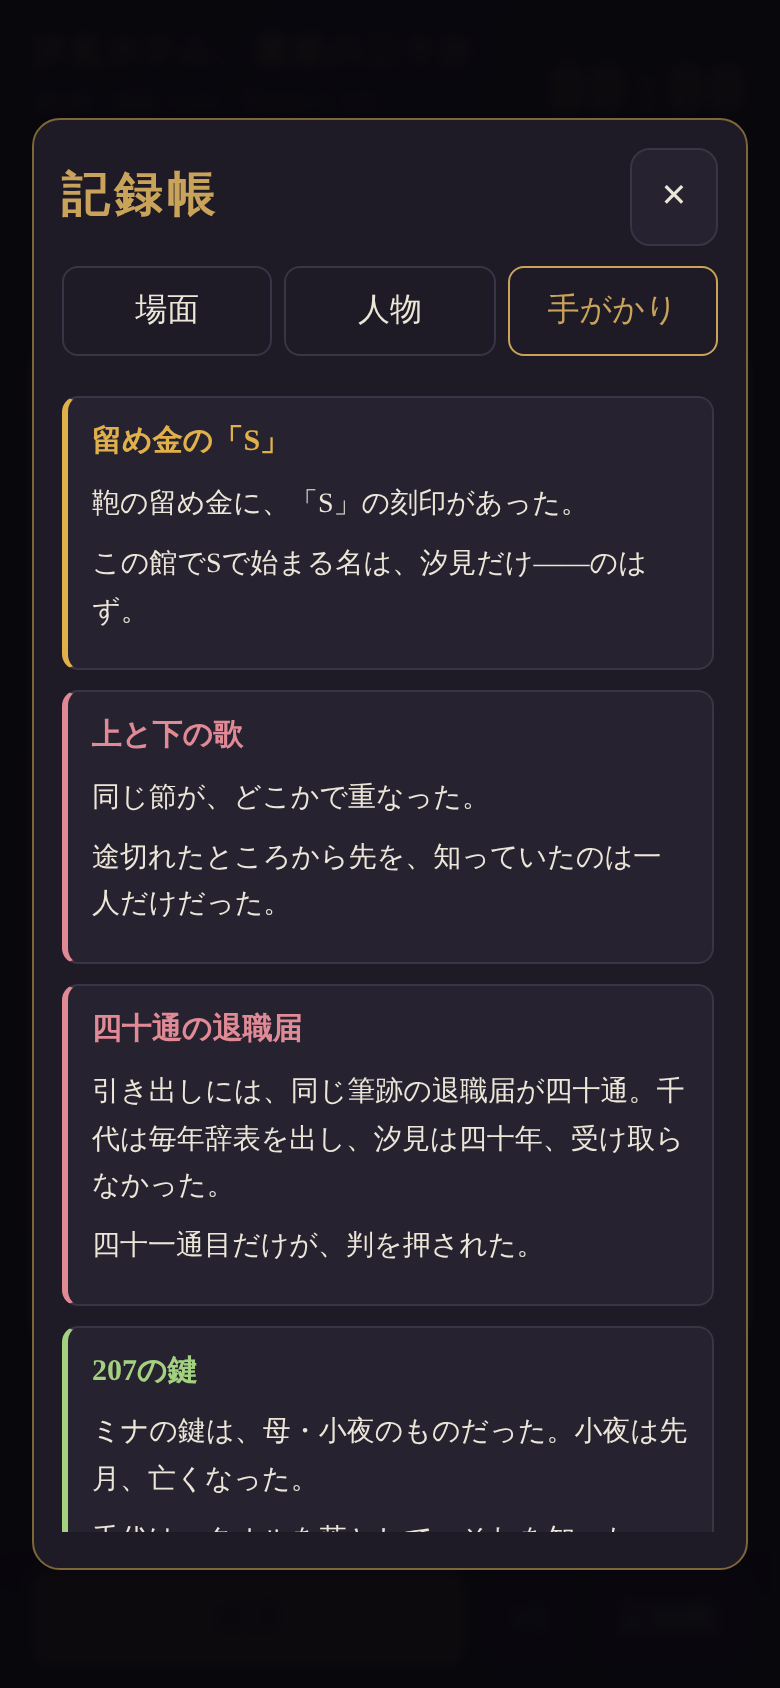 記録帳
×
場面
人物
手がかり
留め金の「S」
鞄の留め金に、「S」の刻印があった。
この館でSで始まる名は、汐見だけ——のは
ず。
上と下の歌
同じ節が、どこかで重なった。
途切れたところから先を、知っていたのは一
人だけだった。
四十通の退職届
引き出しには、同じ筆跡の退職届が四十通。千
代は毎年辞表を出し、汐見は四十年、受け取ら
なかった。
四十一通目だけが、判を押された。
207の鍵
ミナの鍵は、母・小夜のものだった。小夜は先
月、亡くなった。